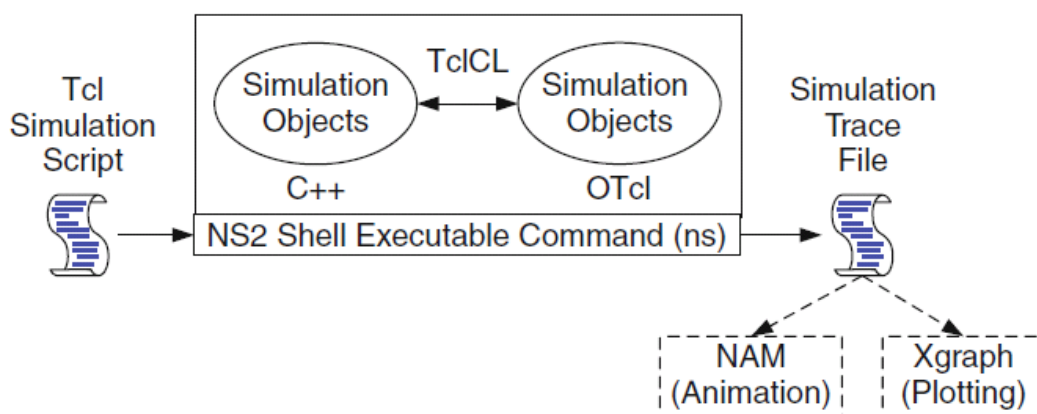 Tcl
Simulation
Script
Simulation
Objects
TclCL
Simulation
Objects
C++
OTcl
NS2 Shell Executable Command (ns)
Simulation
Trace
File
NAM
(Animation)
Xgraph
(Plotting)